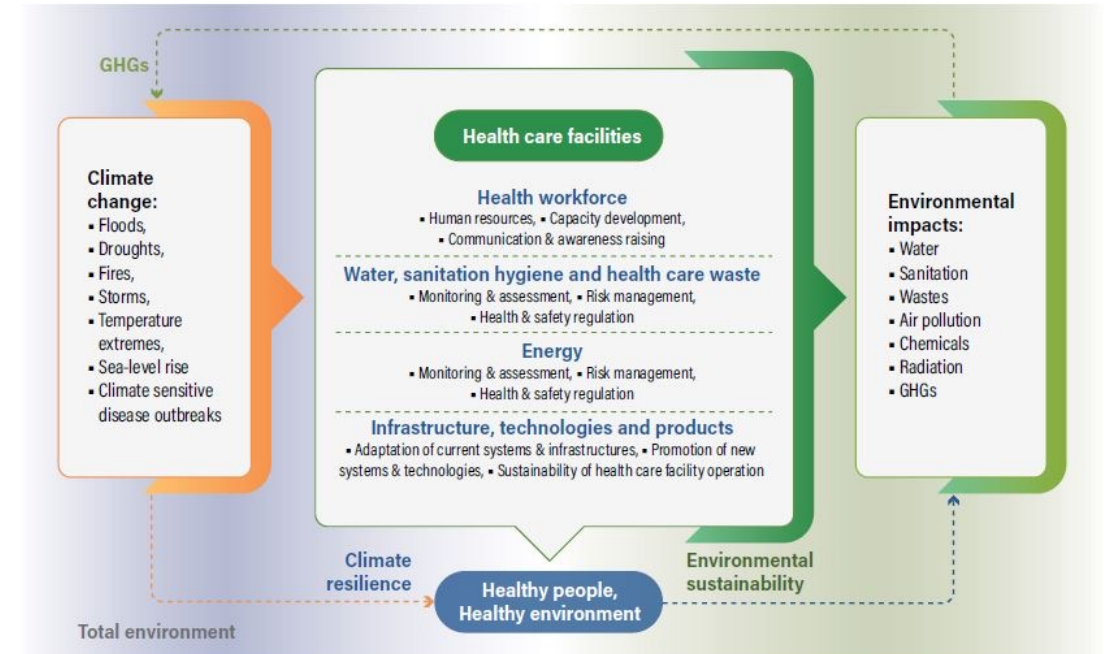 GHGs
Climate
change:
▪ Floods,
▪ Droughts,
▪ Fires,
▪ Storms,
▪ Temperature
extremes,
▪ Sea-level rise
▪ Climate sensitive
disease outbreaks
Health care facilities
Health workforce
▪ Human resources, ▪ Capacity development,
▪ Communication & awareness raising
Water, sanitation hygiene and health care waste
▪ Monitoring & assessment, ▪ Risk management,
▪ Health & safety regulation
Energy
▪ Monitoring & assessment, ▪ Risk management,
▪ Health & safety regulation
Infrastructure, technologies and products
▪ Adaptation of current systems & infrastructures, ▪ Promotion of new
systems & technologies, ▪ Sustainability of health care facility operation
Environmental
impacts:
▪ Water
▪ Sanitation
▪ Wastes
▪ Air pollution
▪ Chemicals
▪ Radiation
▪ GHGs
Climate
resilience
Healthy people,
Healthy environment
Environmental
sustainability
Total environment